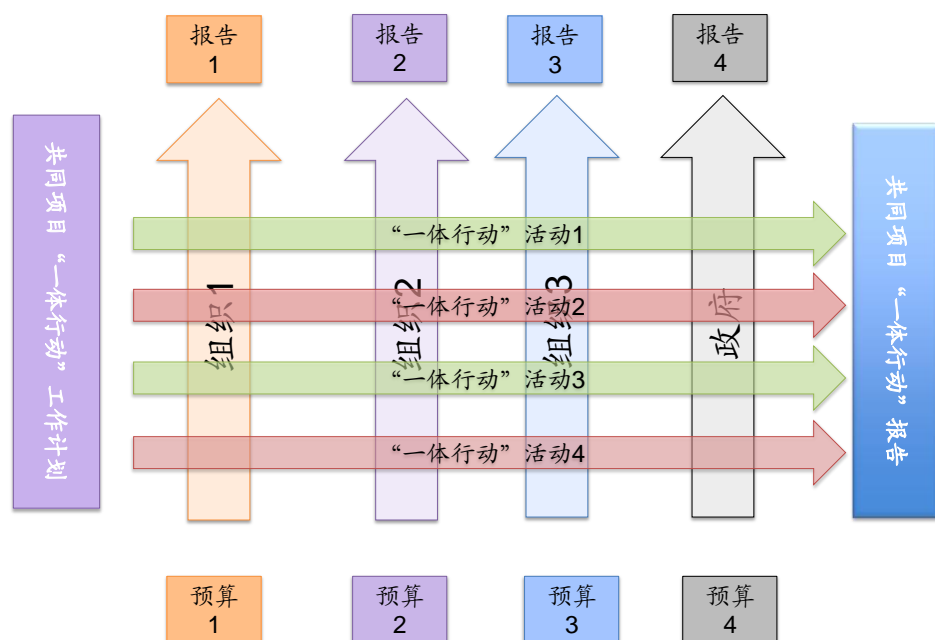 报告
1
报告
2
报告
3
报告
4
共同项目“一体行动”工作计划
“一体行动”活动1
“一体行动”活动2
“一体行动”活动3
“一体行动”活动4
组织1
组织2
组织3
政府
共同项目“一体行动”报告
预算
1
预算
2
预算
3
预算
4